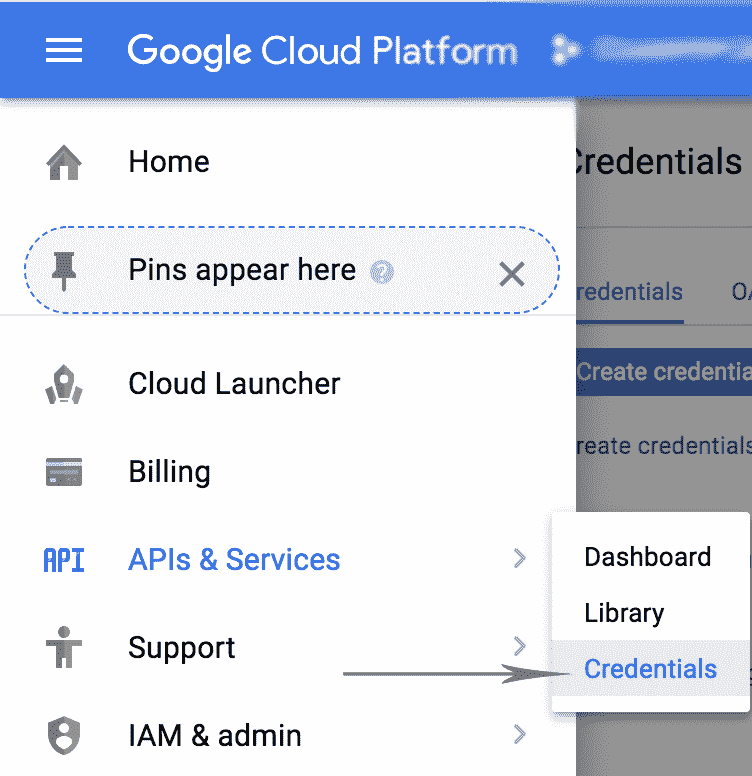 Google Cloud Platform
Home
Credentials
Pins appear here
redentials
OA
Cloud Launcher
Create credentia
Billing
reate credentials
API APIs & Services
Dashboard
Library
Support
Credentials
IAM & admin